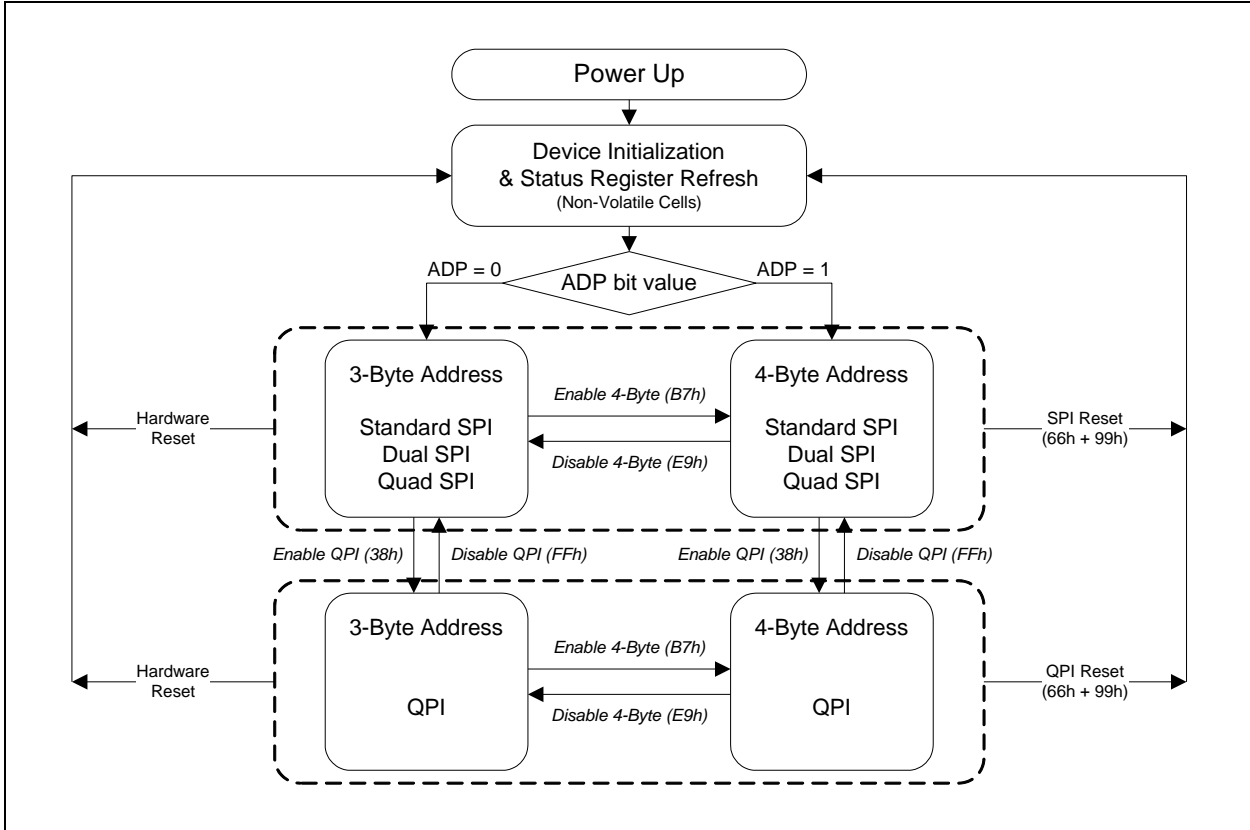 Power Up
Device Initialization
& Status Register Refresh
(Non-Volatile Cells)
ADP = 0
ADP bit value
ADP = 1
3-Byte Address
Standard SPI
Dual SPI
Quad SPI
Enable 4-Byte (B7h)
Disable 4-Byte (E9h)
4-Byte Address
Standard SPI
Dual SPI
Quad SPI
Hardware
Reset
SPI Reset
(66h + 99h)
Enable QPI (38h)
Disable QPI (FFh)
Enable QPI (38h)
Disable QPI (FFh)
3-Byte Address
QPI
Enable 4-Byte (B7h)
Disable 4-Byte (E9h)
4-Byte Address
QPI
Hardware
Reset
QPI Reset
(66h + 99h)